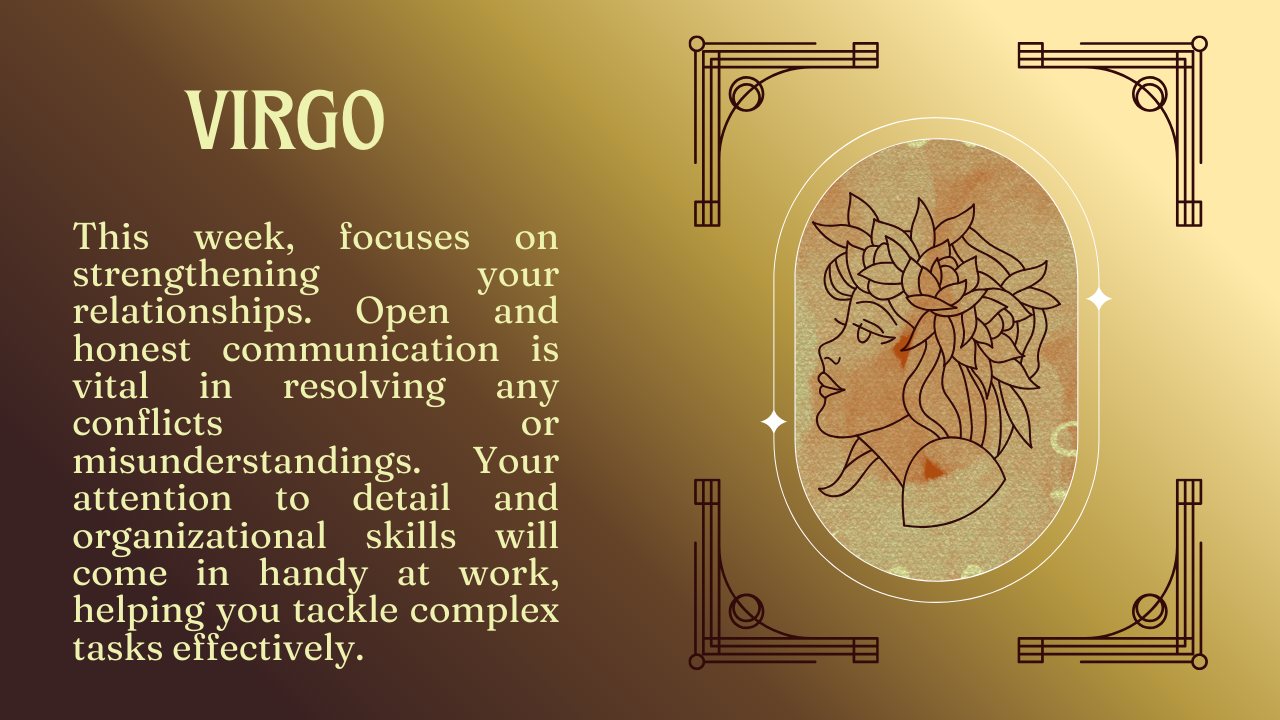 VIRGO
This week, focuses on
strengthening your
relationships. Open and
honest communication is
vital in resolving any
conflicts or
misunderstandings. Your
attention to detail and
organizational skills will
come in handy at work,
helping you tackle complex
tasks effectively.